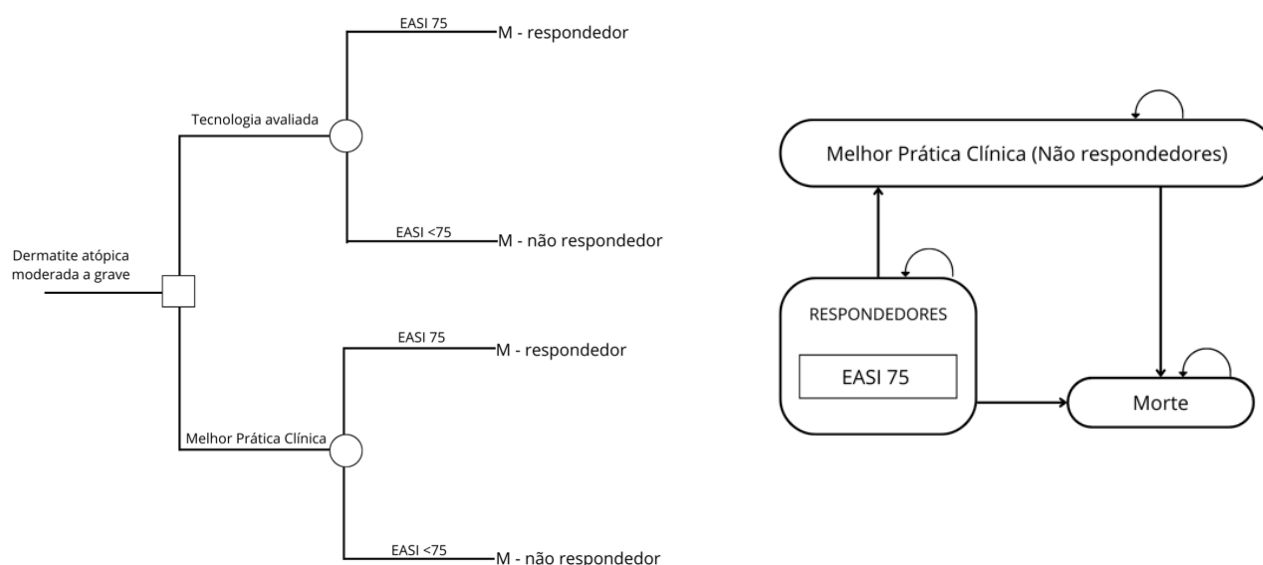 EASI 75
M - respondedor
Tecnologia avaliada
EASI <75
M - não respondedor
Dermatite atópica
moderada a grave
EASI 75
M - respondedor
Melhor Prática Clínica
EASI <75
M - não respondedor
Melhor Prática Clínica (Não respondedores)
RESPONDEDORES
EASI 75
Morte